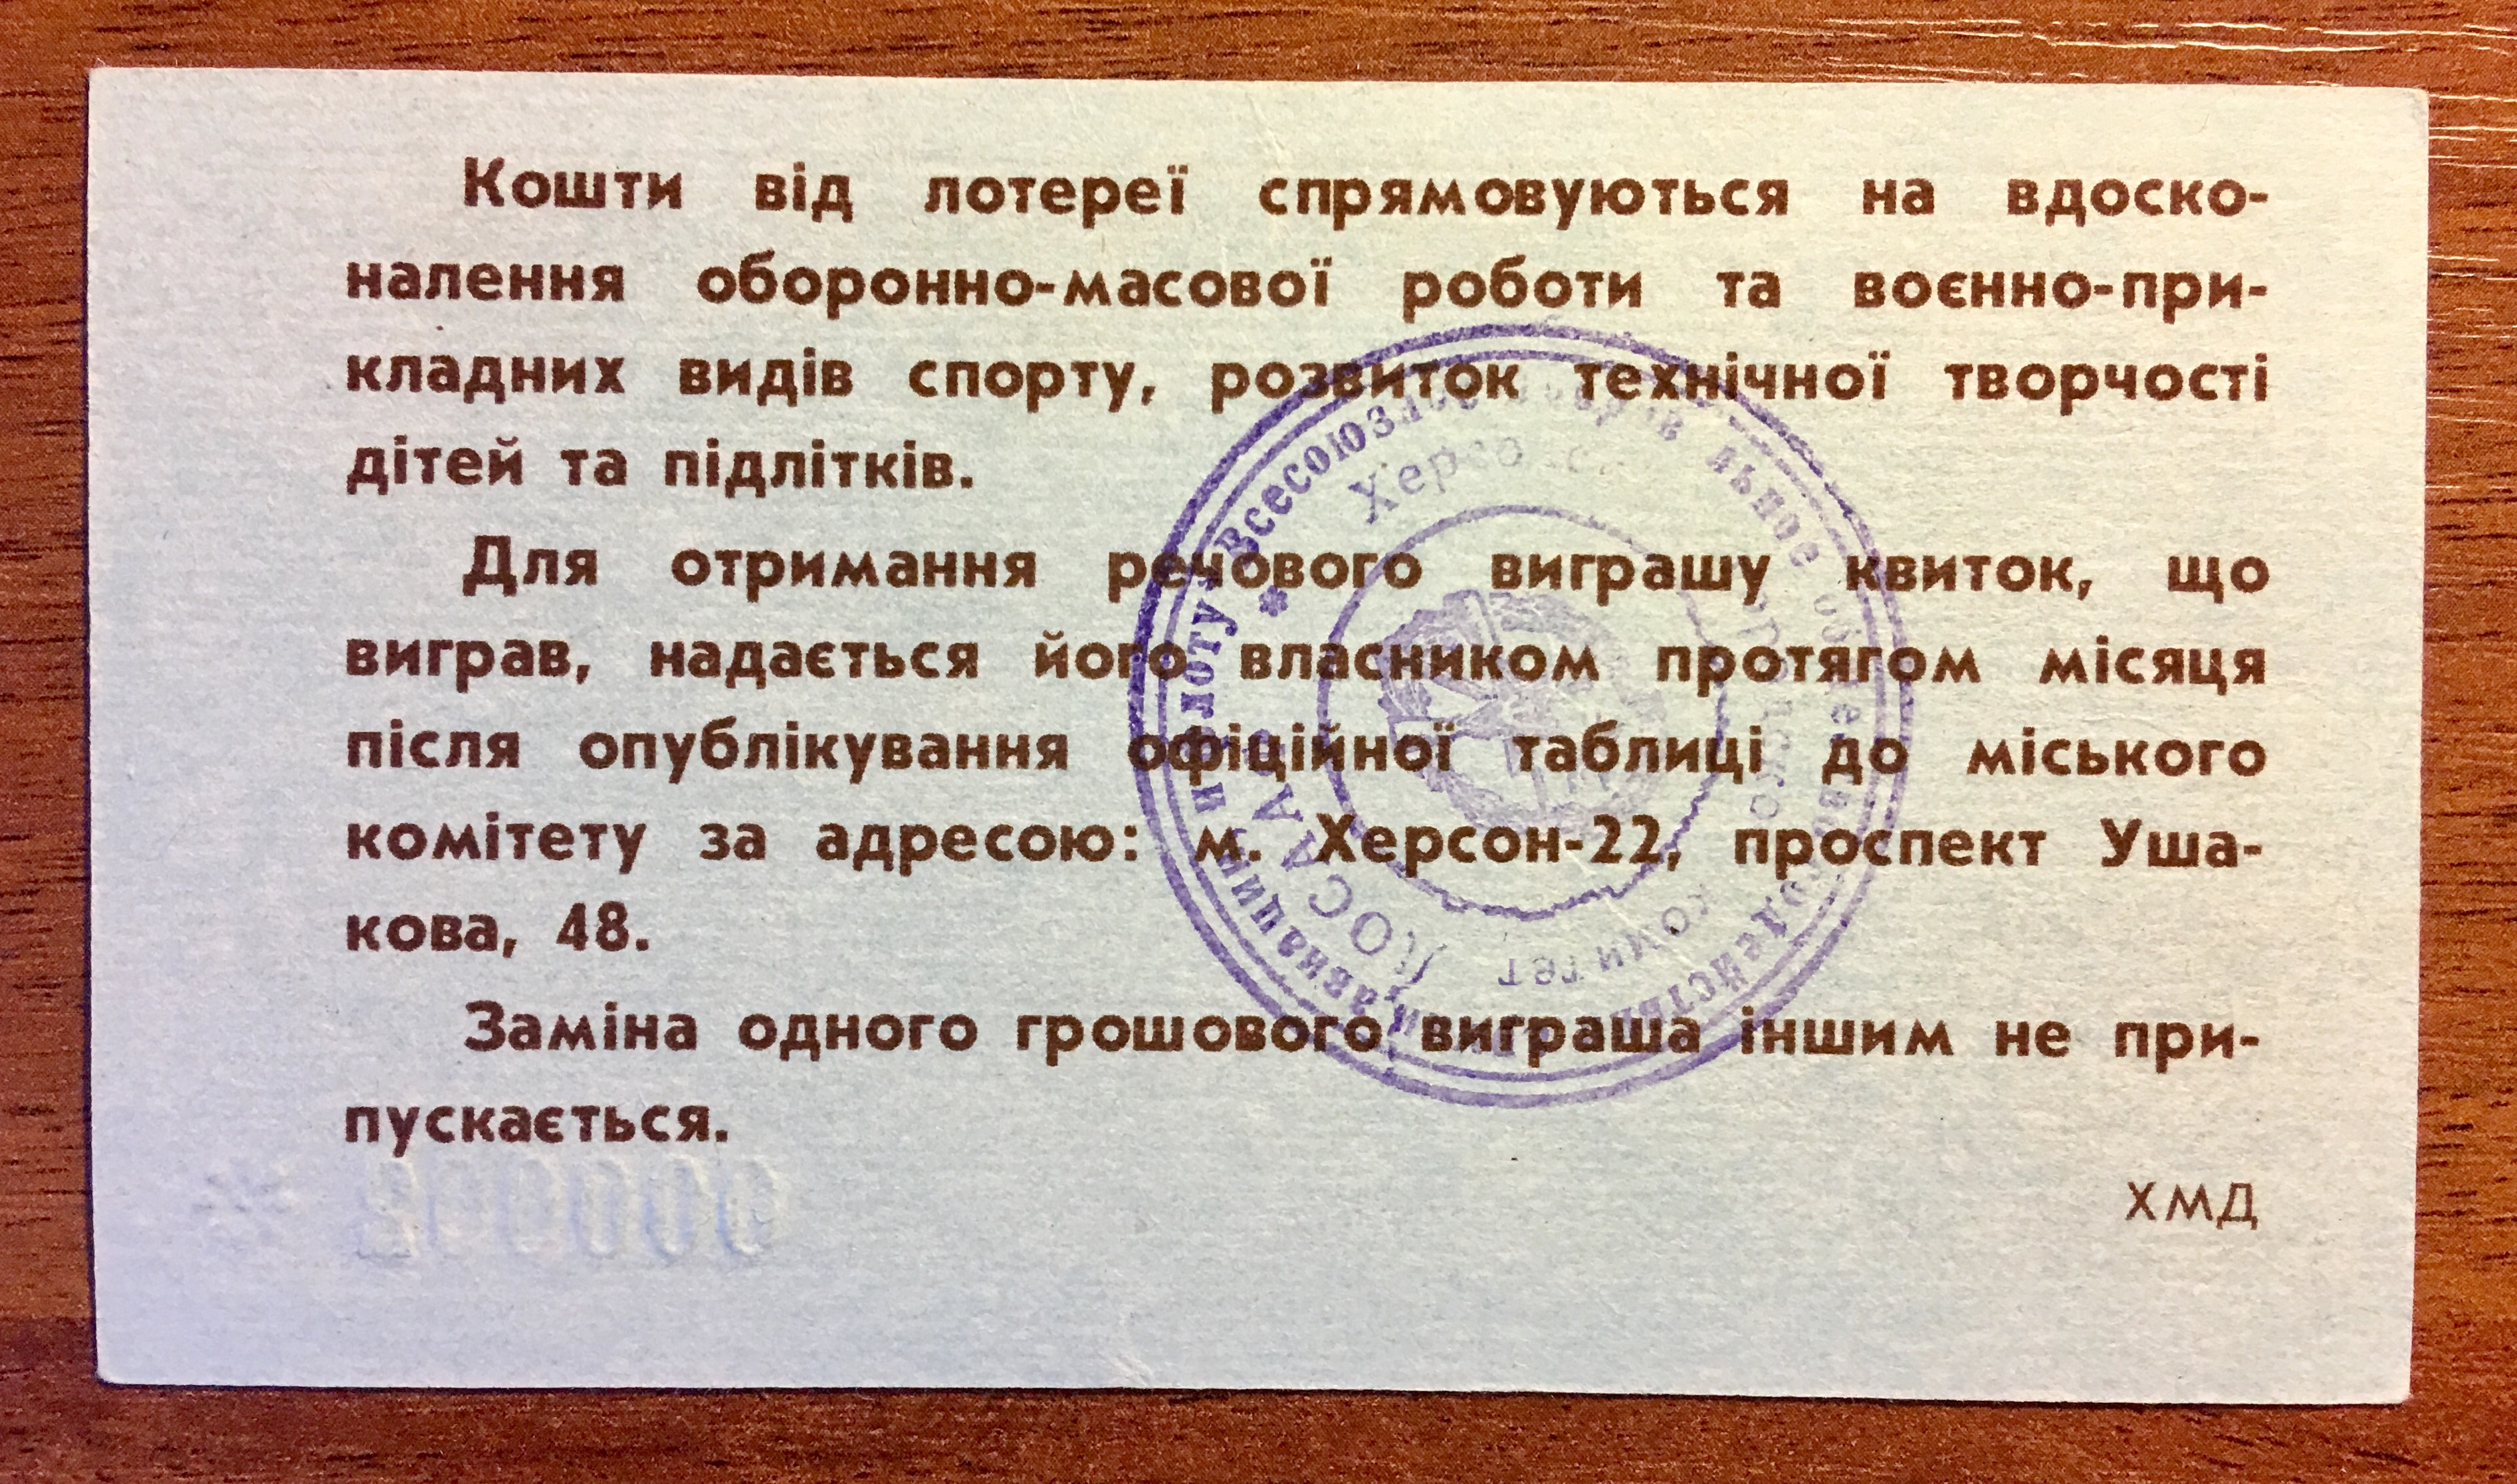 Кошти від лотереї спрямовуються на вдоско-
налення оборонно-масової роботи та воєнно-при-
кладних видів спорту, розвиток технічної творчості
дітей та підлітків.
Для отримання речового виграшу квиток, що
виграв, надається його власником протягом місяця
після опублікування офіційної таблиці до міського
комітету за адресою: м. Херсон-22, проспект Уша-
кова, 48.
Заміна одного грошового виграша іншим не при-
пускається.
ХМД
авиации и флоту
комитет